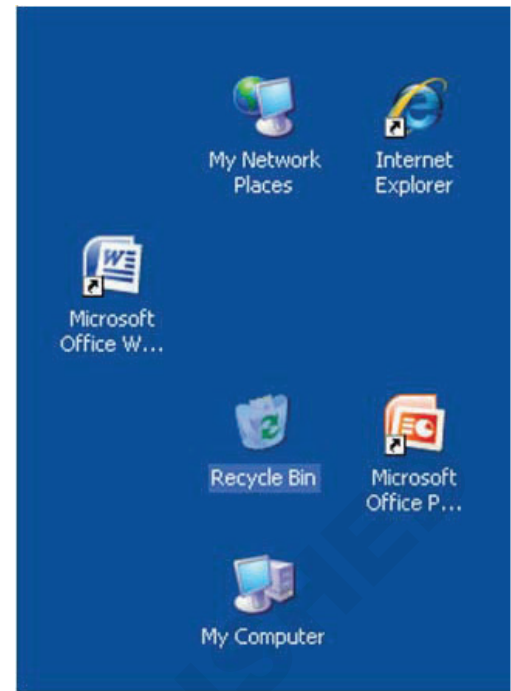 My Network
Places
Internet
Explorer
Microsoft
Office W...
Recycle Bin
Microsoft
Office P...
My Computer